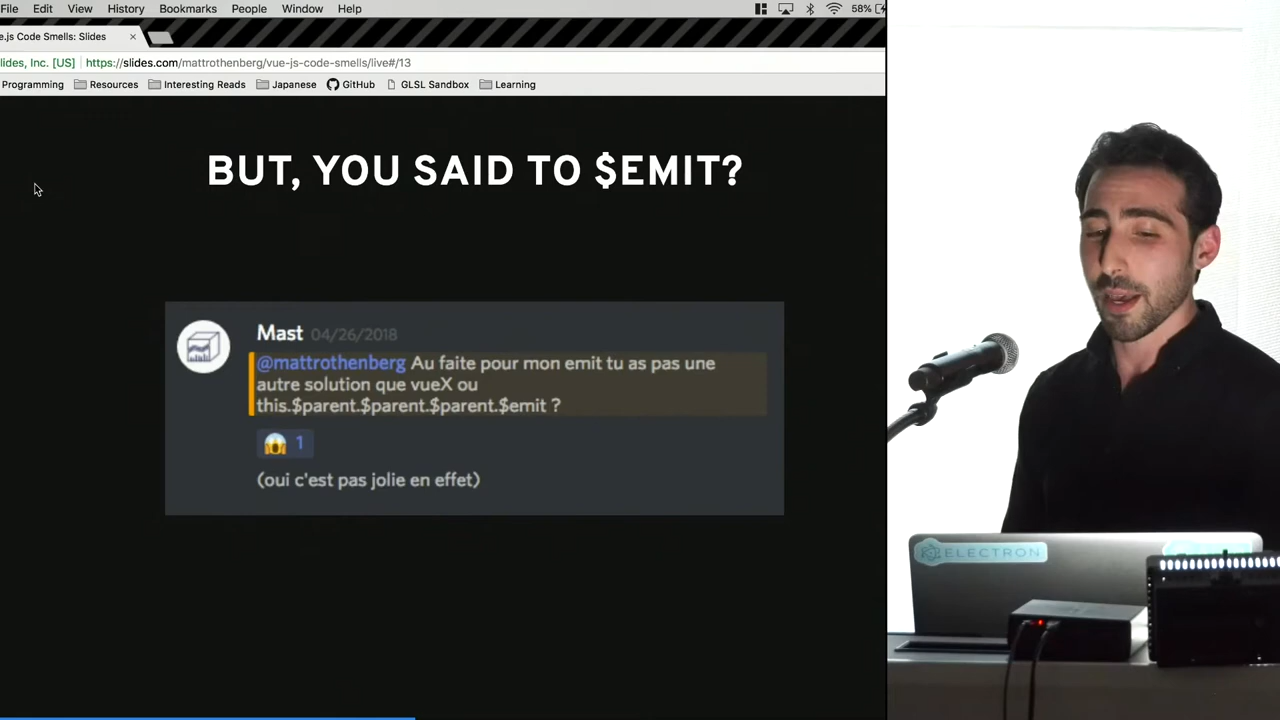 File Edit View History Bookmarks People Window Help 58%
e.js Code Smells: Slides
lides, Inc. [US] https://slides.com/mattrothenberg/vue-js-code-smells/live#/13
Programming Resources Interesting Reads Japanese GitHub GLSL Sandbox Learning
BUT, YOU SAID TO $EMIT?
Mast 04/26/2018
@mattrothenberg Au faite pour mon emit tu as pas une
autre solution que vueX ou
this.$parent.$parent.$parent.$emit ?
1
(oui c'est pas jolie en effet)
ELECTRON